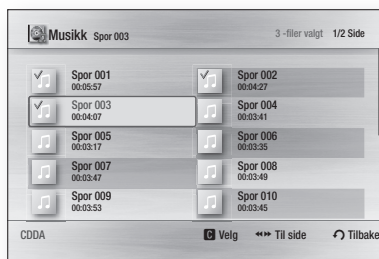 Musikk Spor 003 3 -filer valgt 1/2 Side
Spor 001 Spor 002
00:05:57 00:04:27
Spor 003 Spor 004
00:04:07 00:03:41
Spor 005 Spor 006
00:03:17 00:03:35
Spor 007 Spor 008
00:03:47 00:03:49
Spor 009 Spor 010
00:03:53 00:03:45
CDDA C Velg Til side Tilbake